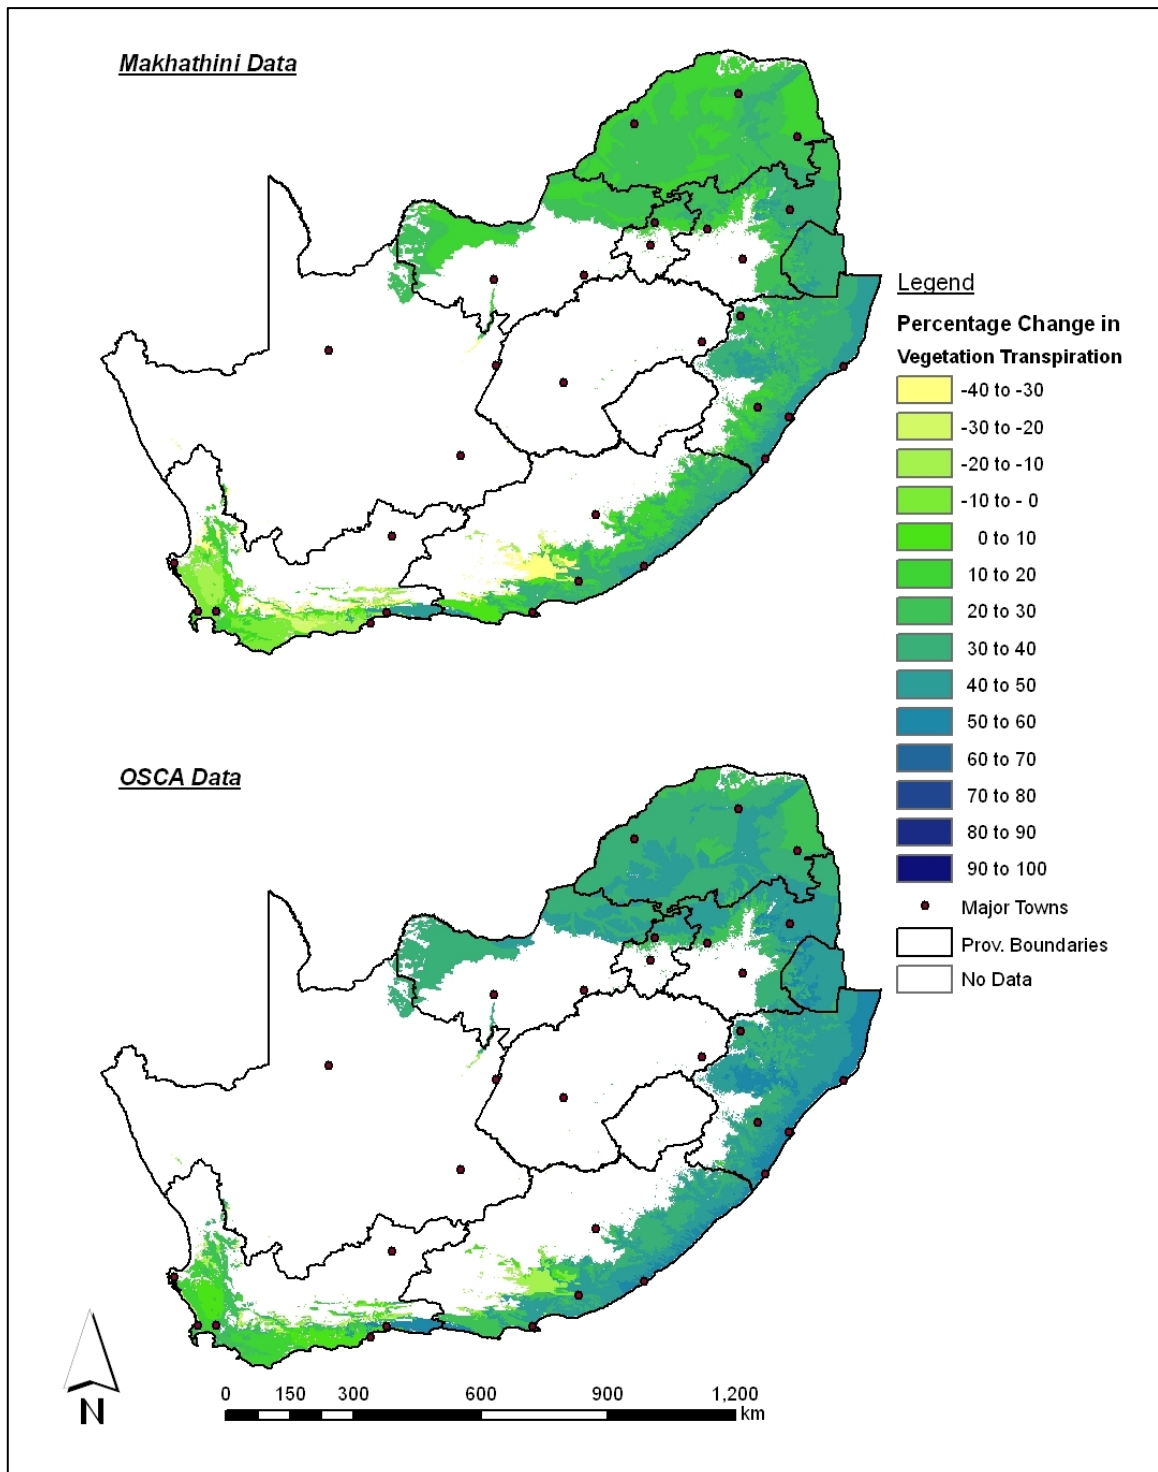 Makhathini Data
Legend
Percentage Change in
Vegetation Transpiration
-40 to -30
-30 to -20
-20 to -10
-10 to - 0
0 to 10
10 to 20
20 to 30
30 to 40
40 to 50
50 to 60
60 to 70
70 to 80
80 to 90
90 to 100
Major Towns
Prov. Boundaries
No Data
OSCA Data
N
0 150 300 600 900 1,200
km